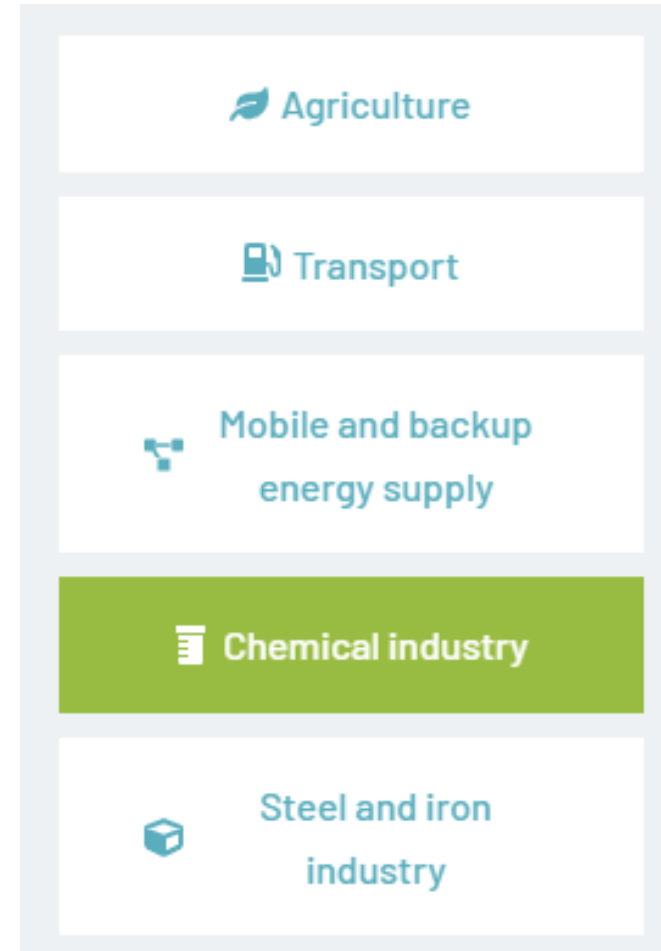 Agriculture
Transport
Mobile and backup
energy supply
Chemical industry
Steel and iron
industry